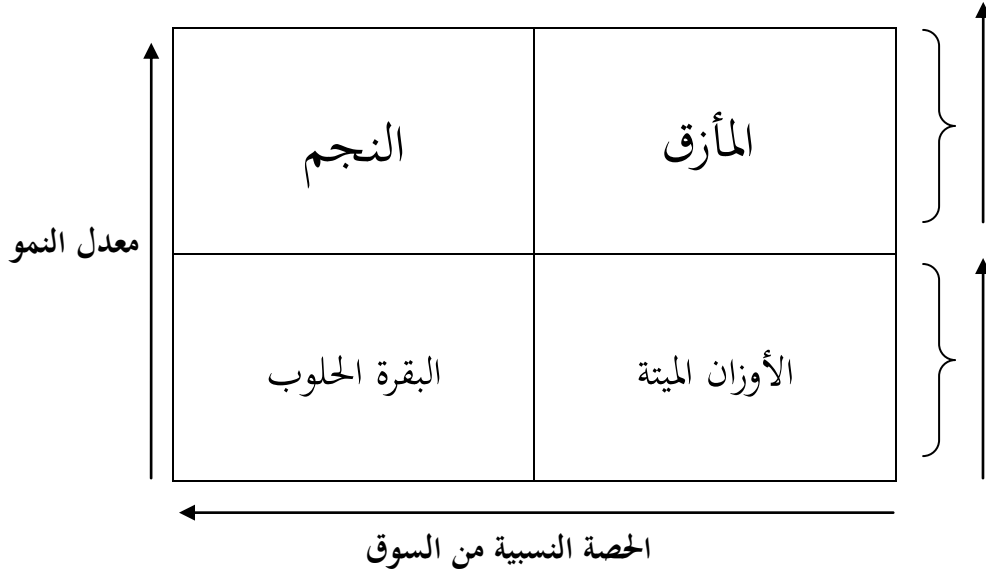 المأزق
النجم
معدل النمو
الأوزان الميتة
البقرة الحلوب
الحصة النسبية من السوق